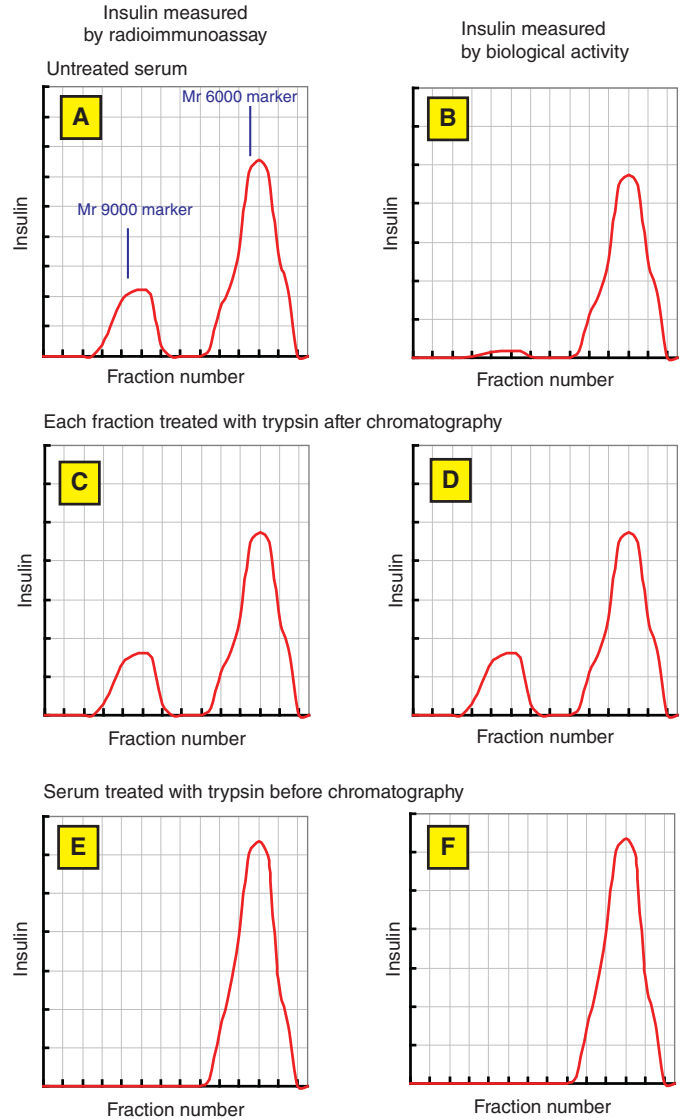 Insulin measured
by radioimmunoassay
Insulin measured
by biological activity
Untreated serum
A
Mr 6000 marker
Mr 9000 marker
Insulin
Fraction number
B
Insulin
Fraction number
Each fraction treated with trypsin after chromatography
C
Insulin
Fraction number
D
Insulin
Fraction number
Serum treated with trypsin before chromatography
E
Insulin
Fraction number
F
Insulin
Fraction number